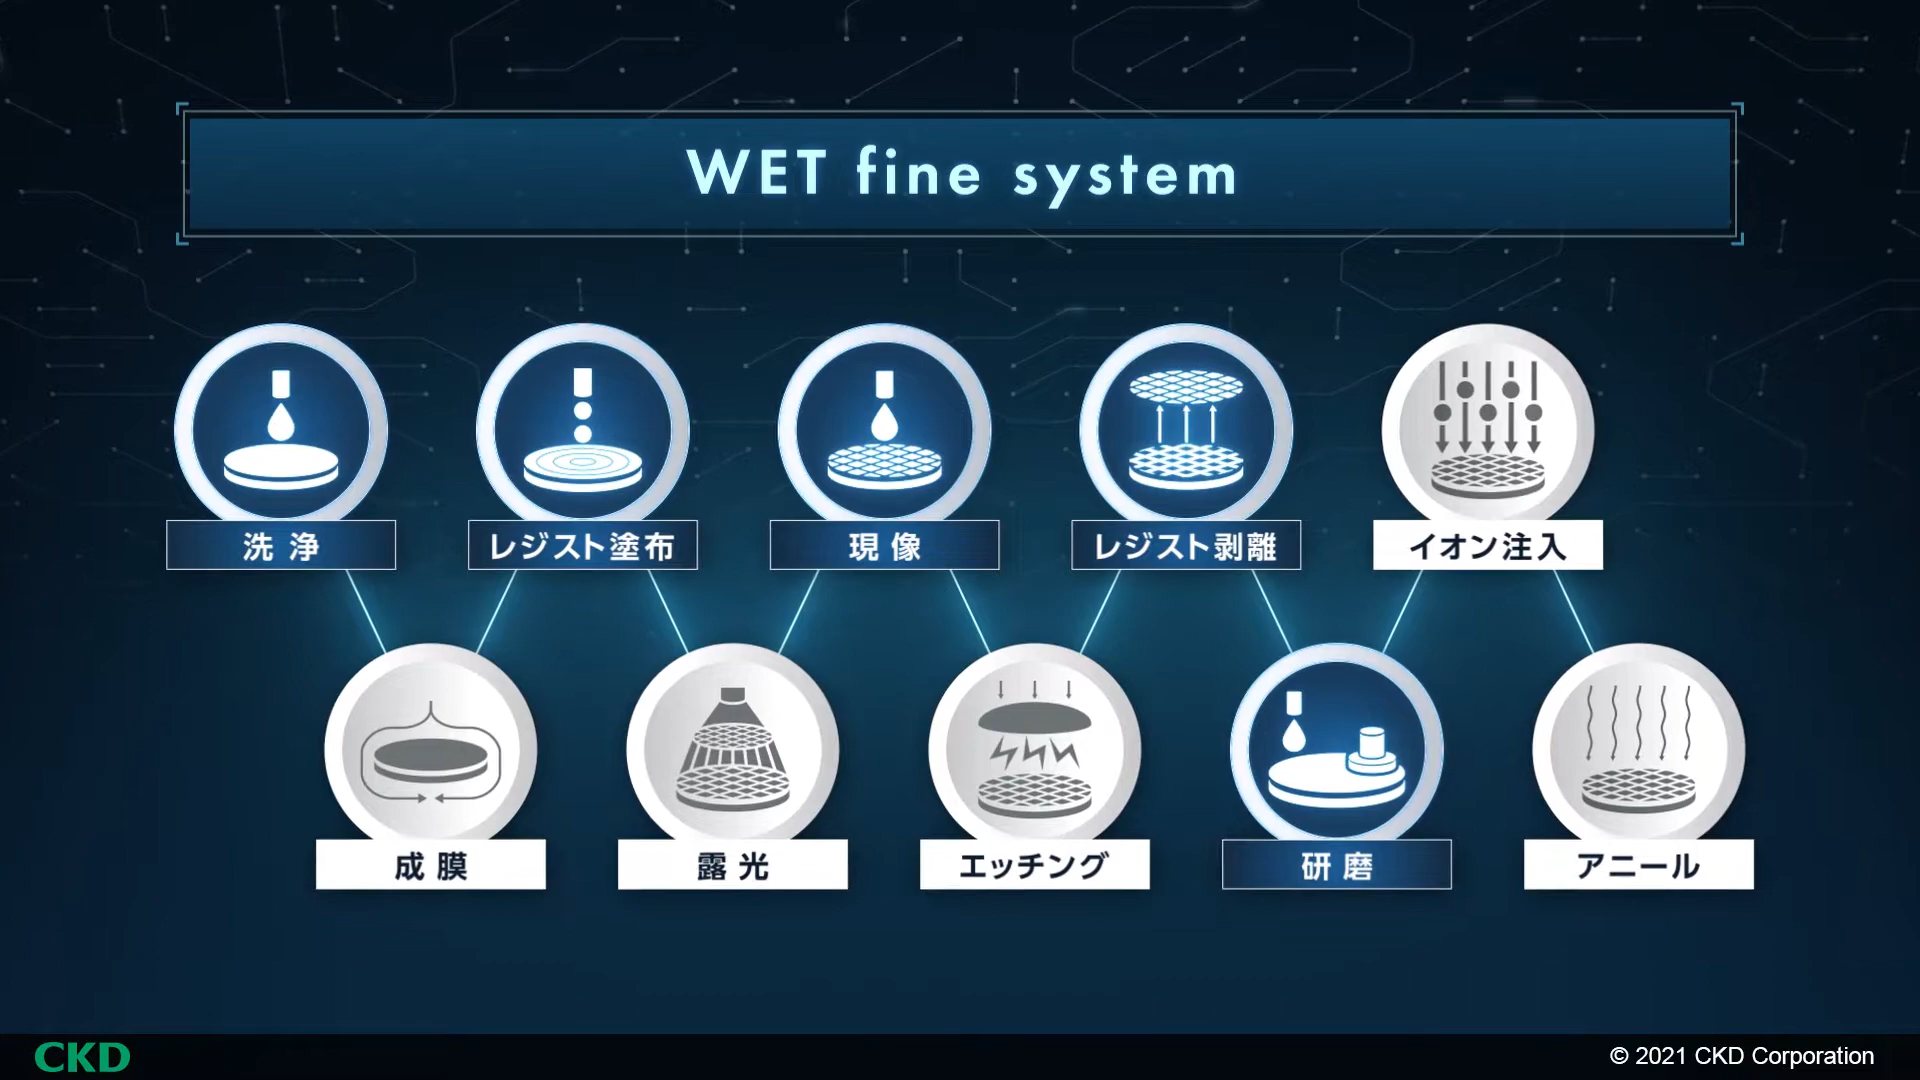 WET fine system
洗浄
レジスト塗布
現像
レジスト剥離
イオン注入
成膜
露光
エッチング
研磨
アニール
CKD
© 2021 CKD Corporation